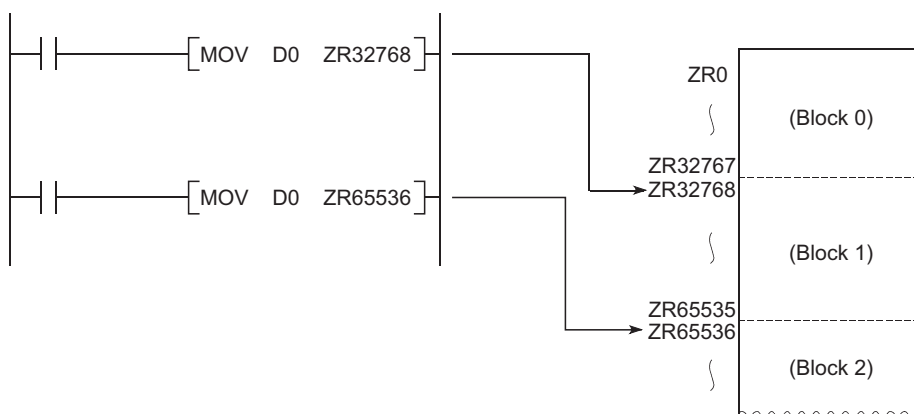 MOV D0 ZR32768
MOV D0 ZR65536
ZR0
(Block 0)
ZR32767
ZR32768
(Block 1)
ZR65535
ZR65536
(Block 2)